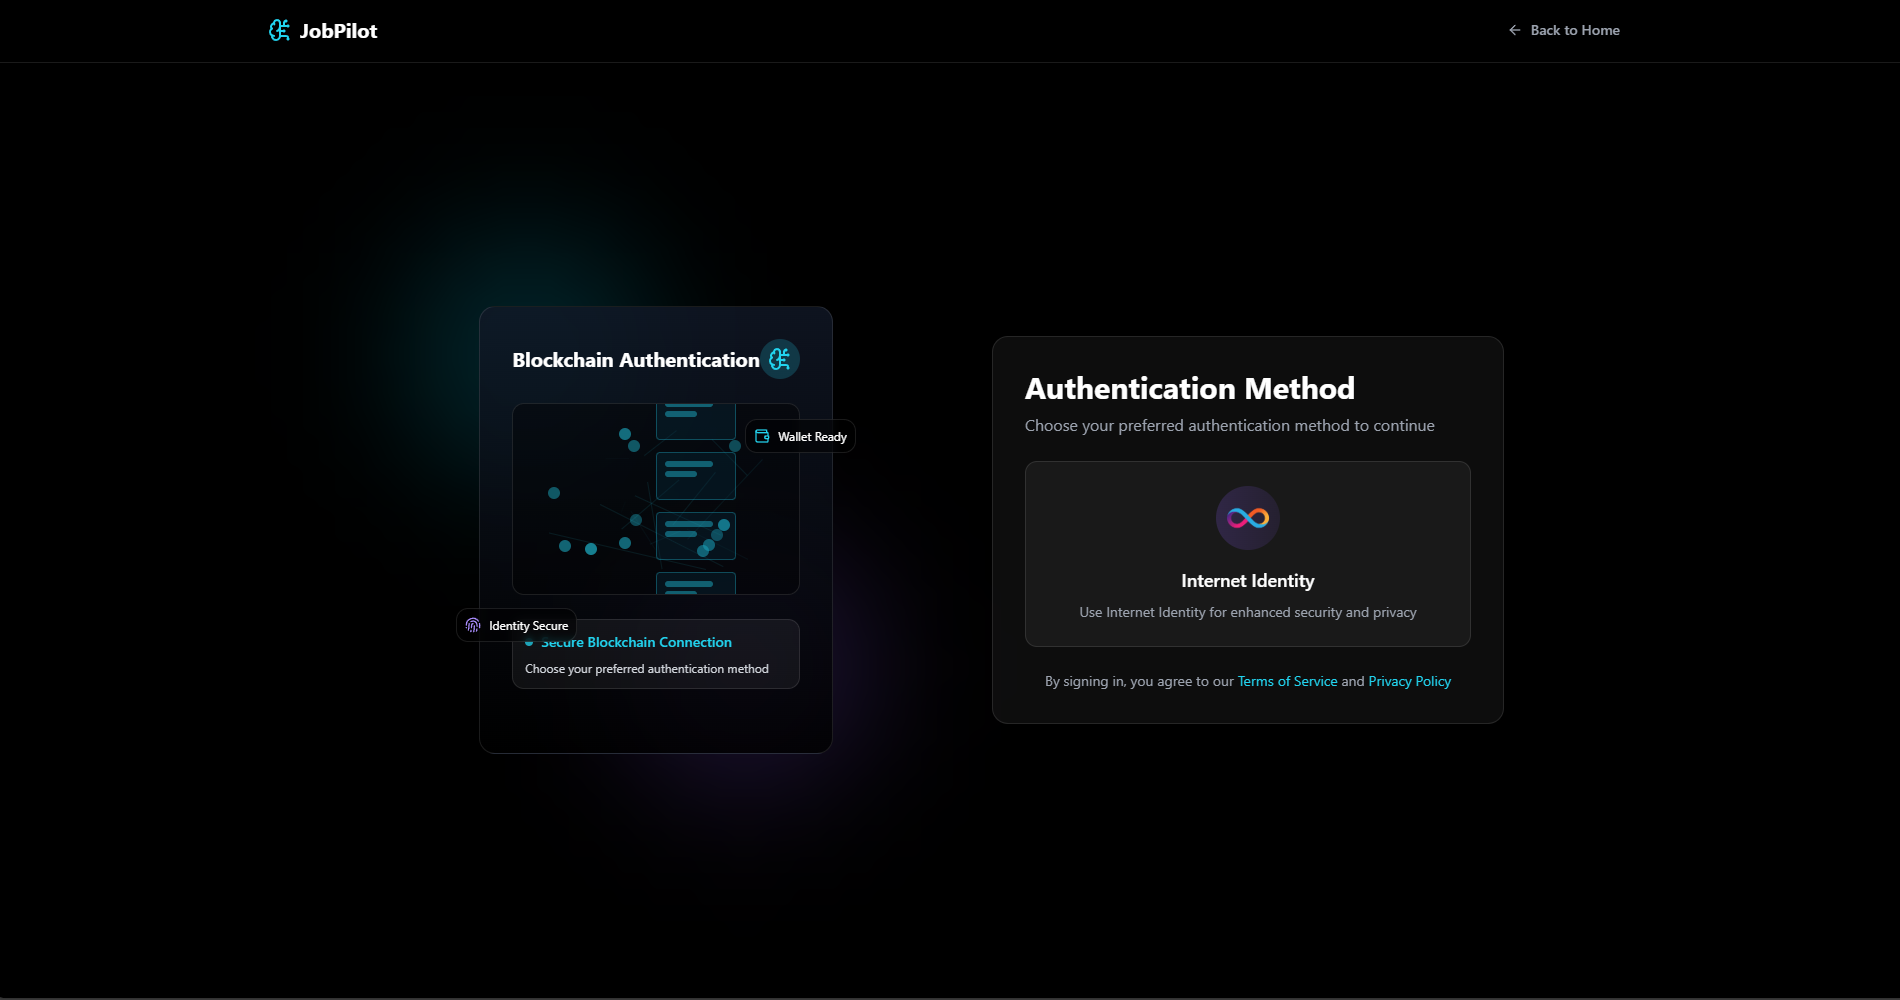 JobPilot
Back to Home
Blockchain Authentication
Wallet Ready
Identity Secure
Secure Blockchain Connection
Choose your preferred authentication method
Authentication Method
Choose your preferred authentication method to continue
Internet Identity
Use Internet Identity for enhanced security and privacy
By signing in, you agree to our Terms of Service and Privacy Policy